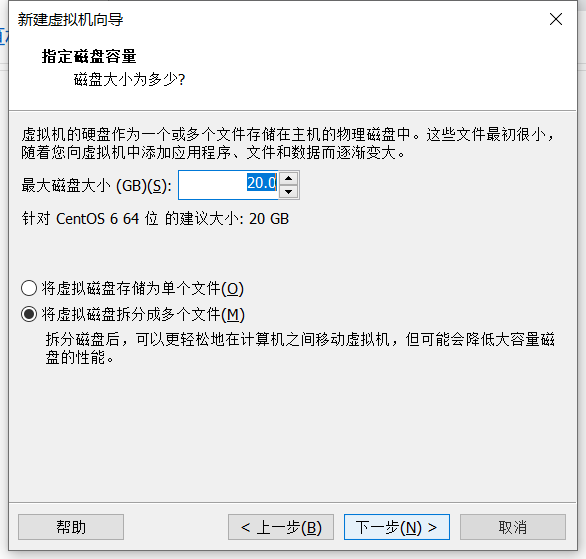 新建虚拟机向导
指定磁盘容量
磁盘大小为多少?
虚拟机的硬盘作为一个或多个文件存储在主机的物理磁盘中。这些文件最初很小，
随着您向虚拟机中添加应用程序、文件和数据而逐渐变大。
最大磁盘大小 (GB)(S): 20.0
针对 CentOS 6 64 位 的建议大小: 20 GB
将虚拟磁盘存储为单个文件(O)
将虚拟磁盘拆分成多个文件(M)
拆分磁盘后，可以更轻松地在计算机之间移动虚拟机，但可能会降低大容量磁
盘的性能。
帮助 < 上一步(B) 下一步(N) > 取消